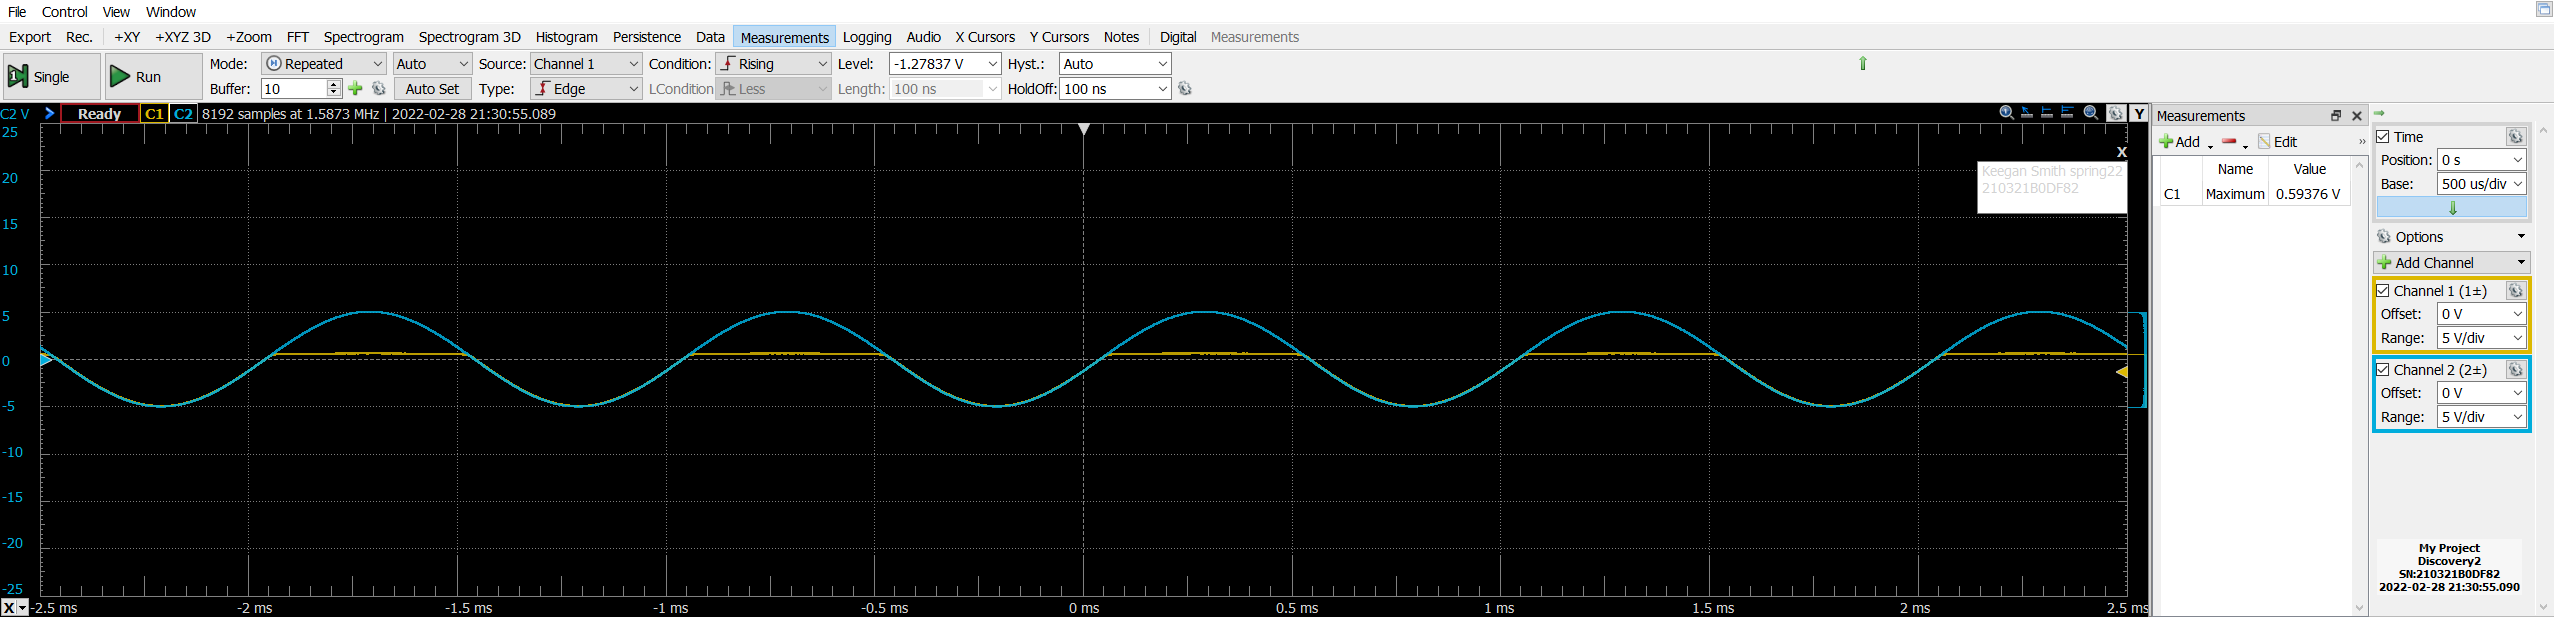 File Control View Window
Export Rec. +XY +XYZ 3D +Zoom FFT Spectrogram Spectrogram 3D Histogram Persistence Data Measurements Logging Audio X Cursors Y Cursors Notes Digital Measurements
Single Run Mode: Repeated Auto Source: Channel 1 Condition: Rising Level: -1.27837 V Hyst.: Auto
Buffer: 10 Auto Set Type: Edge LCondition Less Length: 100 ns HoldOff: 100 ns
C2 V Ready C1 C2 8192 samples at 1.5873 MHz | 2022-02-28 21:30:55.089 Y
25
20
15
10
5
0
-5
-10
-15
-20
-25
X
Keegan Smith spring22
210321B0DF82
X -2.5 ms -2 ms -1.5 ms -1 ms -0.5 ms 0 ms 0.5 ms 1 ms 1.5 ms 2 ms 2.5 ms
Measurements
Add Edit »
Name Value
C1 Maximum 0.59376 V
Time
Position: 0 s
Base: 500 us/div
Options
Add Channel
Channel 1 (1±)
Offset: 0 V
Range: 5 V/div
Channel 2 (2±)
Offset: 0 V
Range: 5 V/div
My Project
Discovery2
SN:210321B0DF82
2022-02-28 21:30:55.090